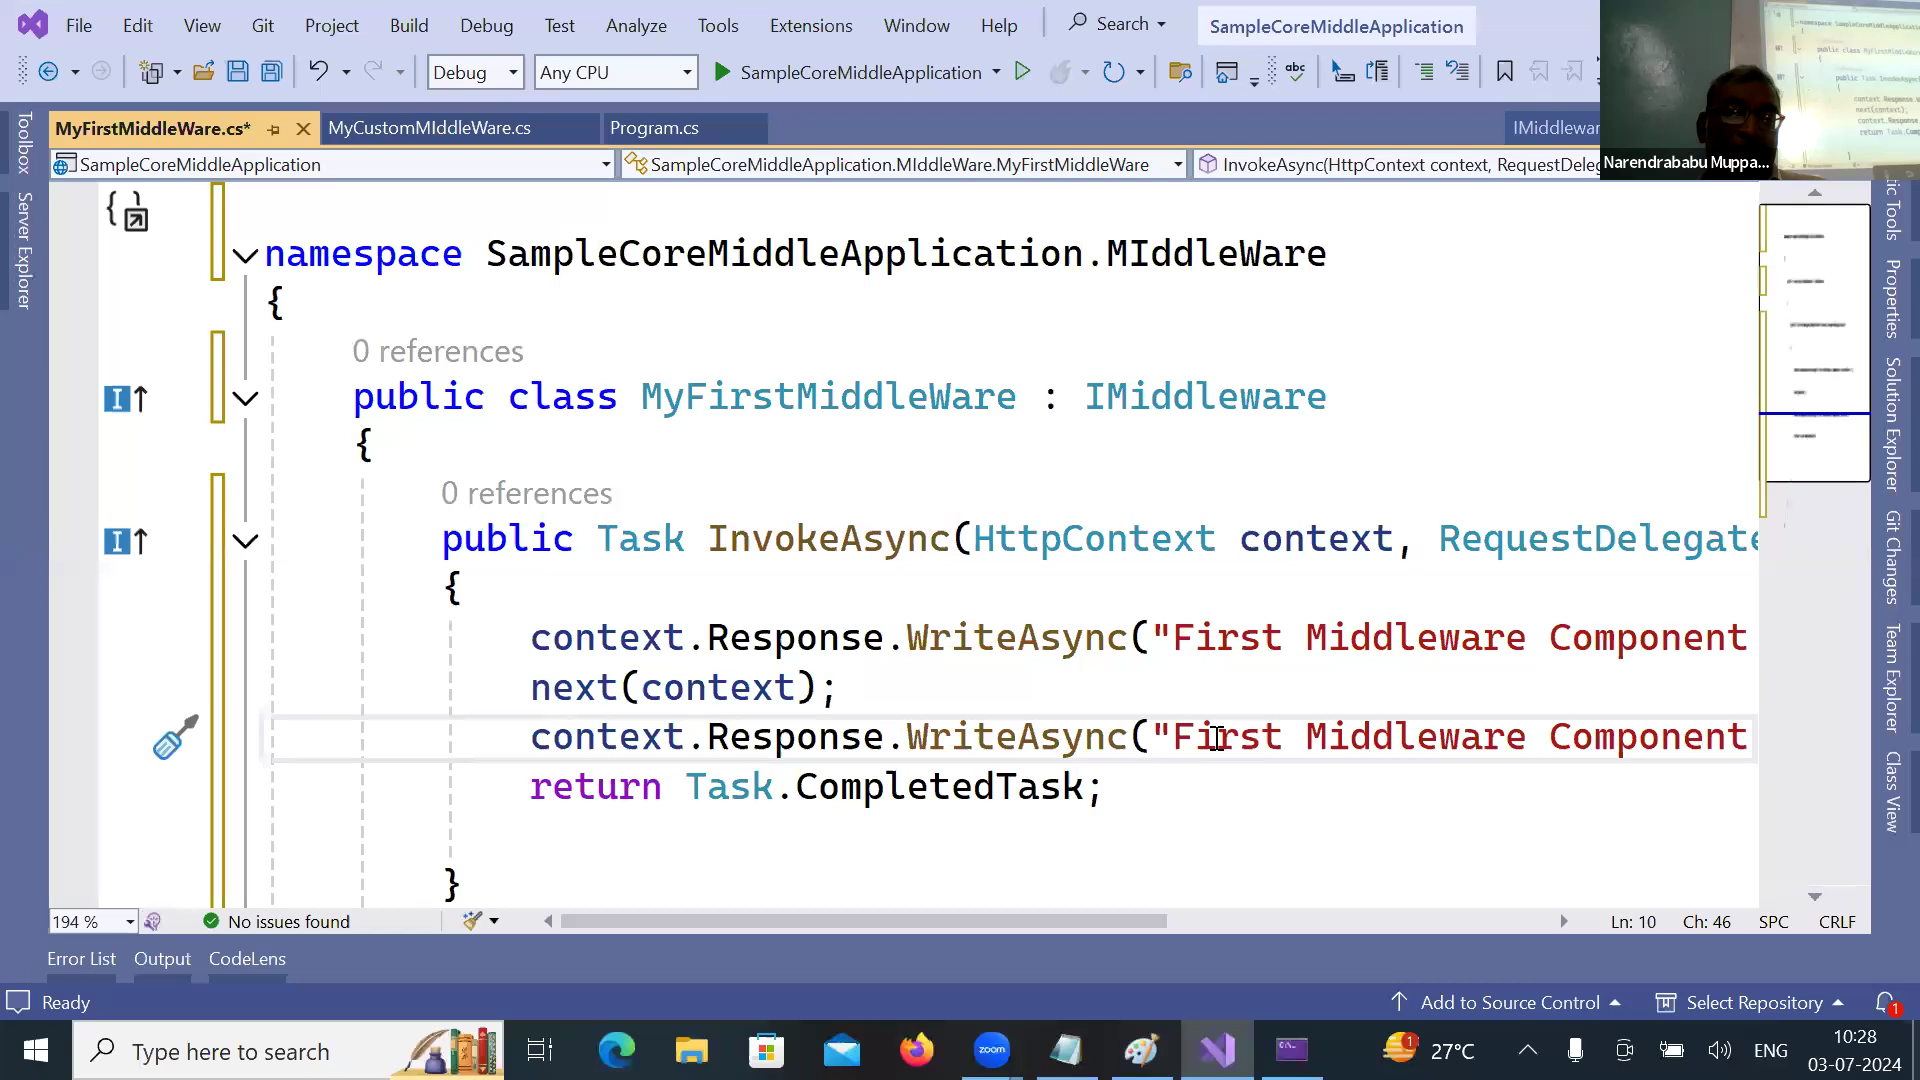 File Edit View Git Project Build Debug Test Analyze Tools Extensions Window Help Search SampleCoreMiddleApplication
Debug Any CPU SampleCoreMiddleApplication
MyFirstMiddleWare.cs* MyCustomMIddleWare.cs Program.cs IMiddlewar
SampleCoreMiddleApplication SampleCoreMiddleApplication.MIddleWare.MyFirstMiddleWare InvokeAsync(HttpContext context, RequestDeleg
Narendrababu Muppa...
Toolbox
Server Explorer
namespace SampleCoreMiddleApplication.MIddleWare
{
0 references
public class MyFirstMiddleWare : IMiddleware
{
0 references
public Task InvokeAsync(HttpContext context, RequestDelegate
{
context.Response.WriteAsync("First Middleware Component
next(context);
context.Response.WriteAsync("First Middleware Component
return Task.CompletedTask;
}
tic Tools
Properties
Solution Explorer
Git Changes
Team Explorer
Class View
194 % No issues found Ln: 10 Ch: 46 SPC CRLF
Error List Output CodeLens
Ready Add to Source Control Select Repository 1
Type here to search zoom 1 27°C ENG 10:28
03-07-2024